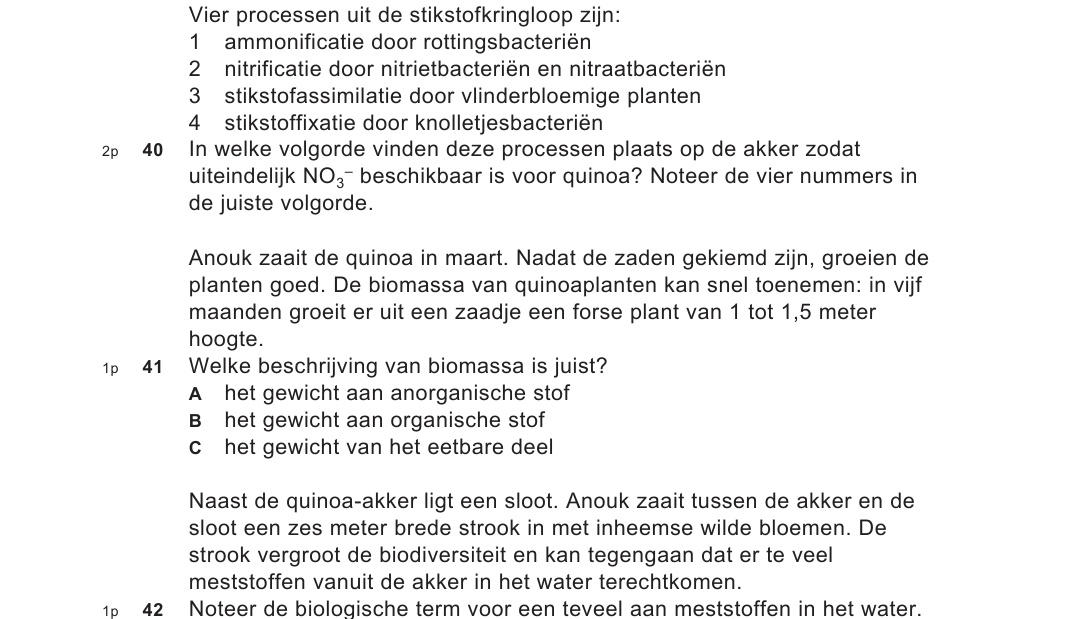 Vier processen uit de stikstofkringloop zijn:
1 ammonificatie door rottingsbacteriën
2 nitrificatie door nitrietbacteriën en nitraatbacteriën
3 stikstofassimilatie door vlinderbloemige planten
4 stikstoffixatie door knolletjesbacteriën
2p 40 In welke volgorde vinden deze processen plaats op de akker zodat
uiteindelijk NO₃⁻ beschikbaar is voor quinoa? Noteer de vier nummers in
de juiste volgorde.
Anouk zaait de quinoa in maart. Nadat de zaden gekiemd zijn, groeien de
planten goed. De biomassa van quinoaplanten kan snel toenemen: in vijf
maanden groeit er uit een zaadje een forse plant van 1 tot 1,5 meter
hoogte.
1p 41 Welke beschrijving van biomassa is juist?
A het gewicht aan anorganische stof
B het gewicht aan organische stof
C het gewicht van het eetbare deel
Naast de quinoa-akker ligt een sloot. Anouk zaait tussen de akker en de
sloot een zes meter brede strook in met inheemse wilde bloemen. De
strook vergroot de biodiversiteit en kan tegengaan dat er te veel
meststoffen vanuit de akker in het water terechtkomen.
1p 42 Noteer de biologische term voor een teveel aan meststoffen in het water.